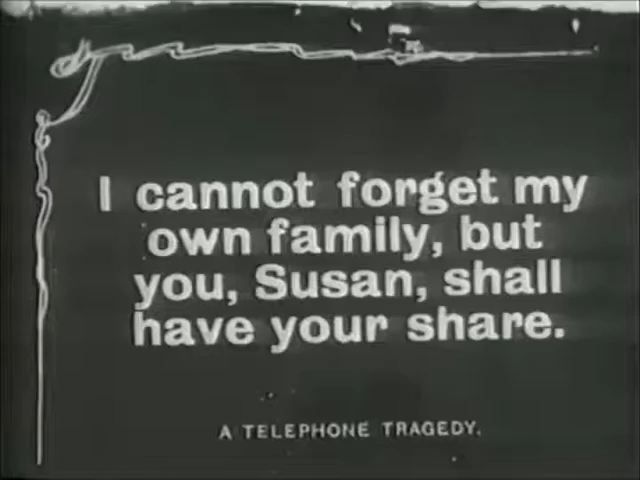 I cannot forget my
own family, but
you, Susan, shall
have your share.
A TELEPHONE TRAGEDY.